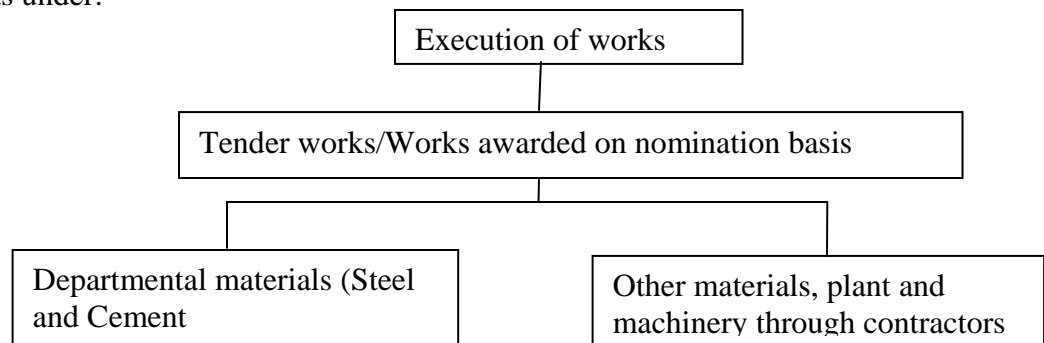 as under:
Execution of works
Tender works/Works awarded on nomination basis
Departmental materials (Steel
and Cement
Other materials, plant and
machinery through contractors